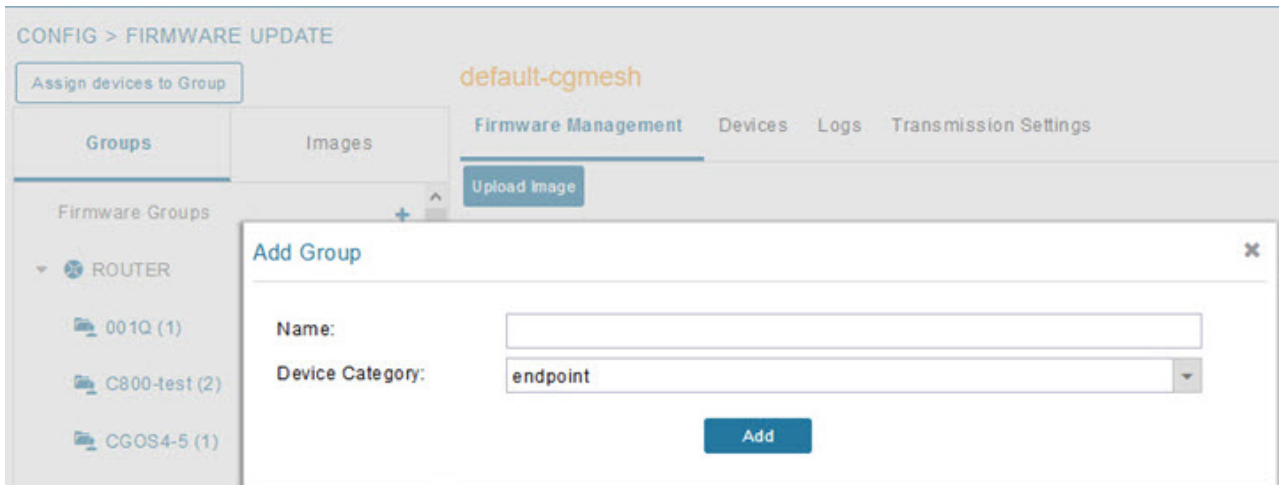 CONFIG > FIRMWARE UPDATE
Assign devices to Group
default-cgmesh
Groups
Images
Firmware Management
Devices
Logs
Transmission Settings
Upload Image
Firmware Groups
+
ROUTER
001Q (1)
C800-test (2)
CGOS4-5 (1)
Add Group
Name:
Device Category:
endpoint
Add